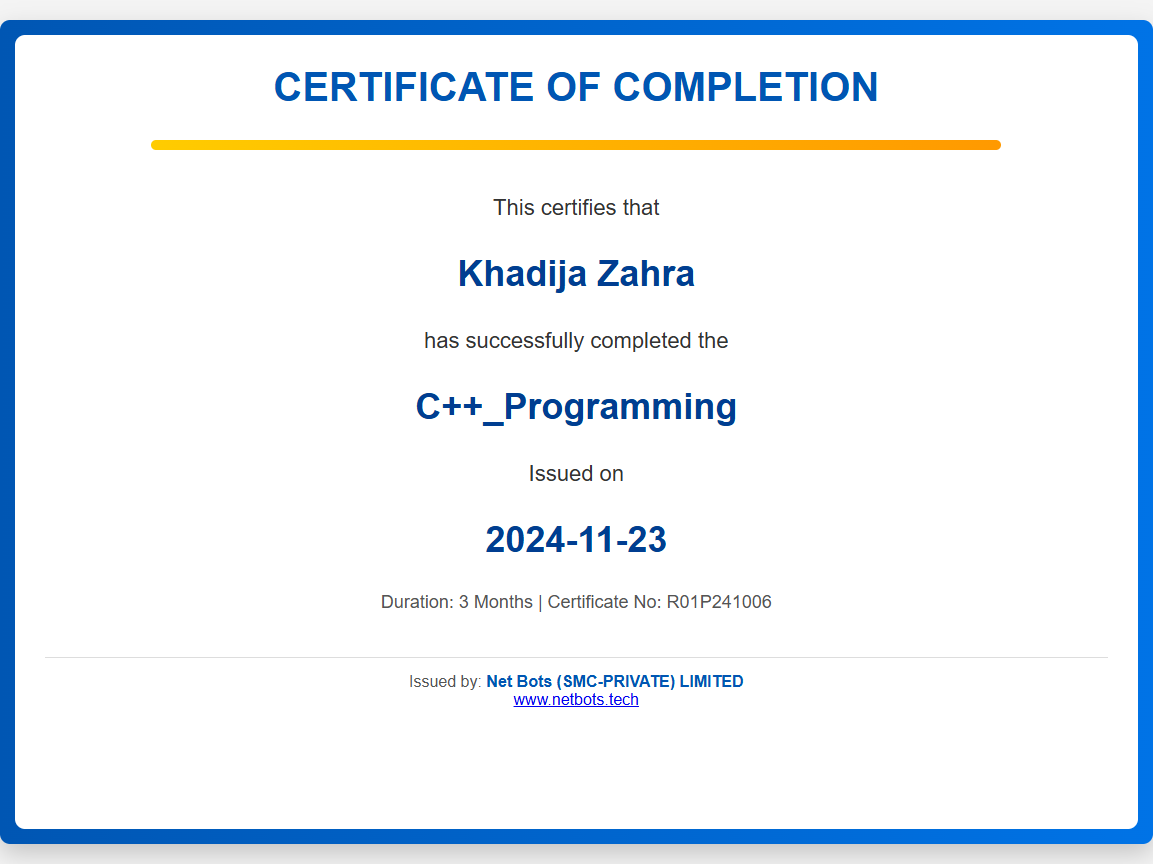 CERTIFICATE OF COMPLETION
This certifies that
Khadija Zahra
has successfully completed the
C++_Programming
Issued on
2024-11-23
Duration: 3 Months | Certificate No: R01P241006
Issued by: Net Bots (SMC-PRIVATE) LIMITED
www.netbots.tech